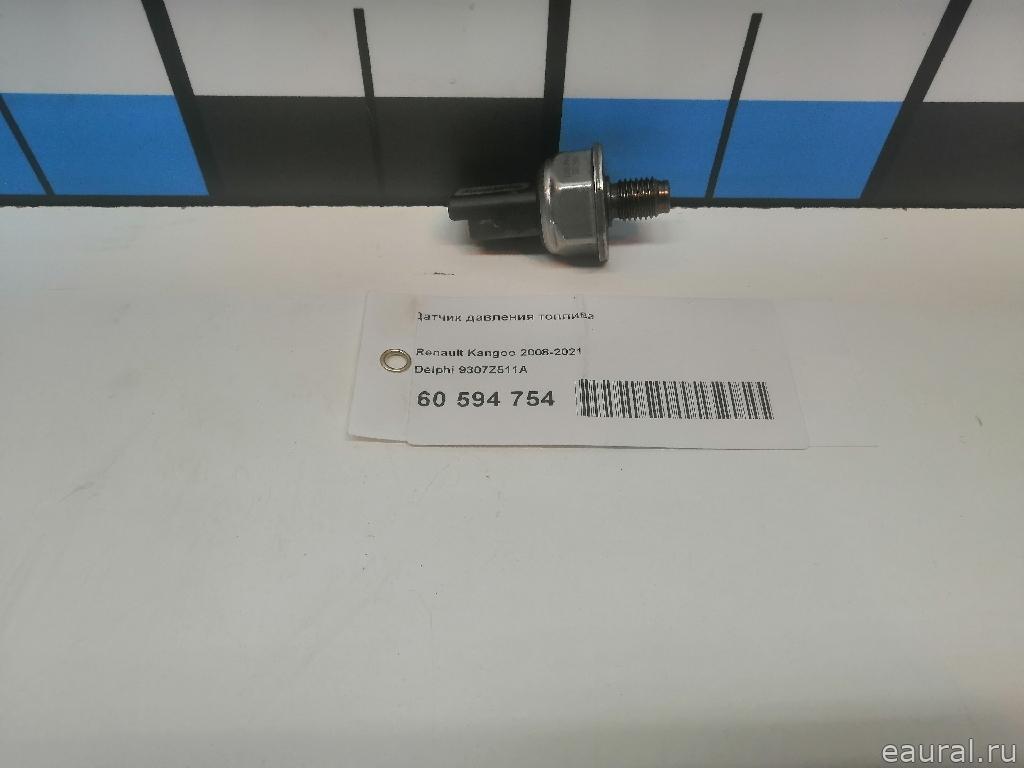 Датчик давления топлива
Renault Kangoo 2008-2021
Delphi 9307Z511A
60 594 754
eaural.ru